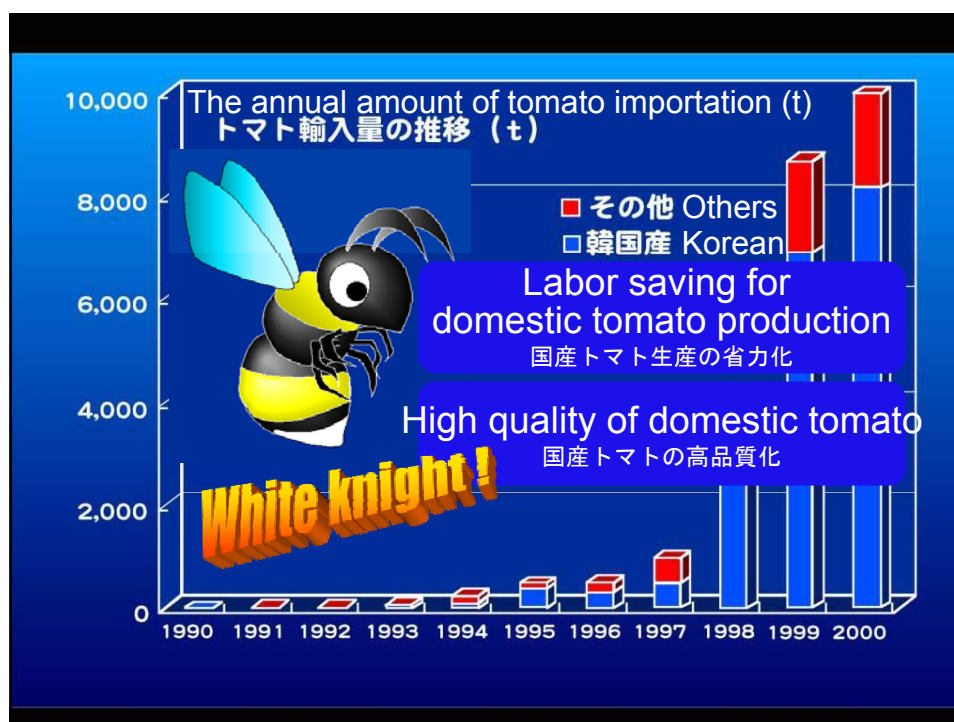 The annual amount of tomato importation (t)
トマト輸入量の推移 (t)
10,000
8,000
6,000
4,000
2,000
0
その他 Others
韓国産 Korean
Labor saving for
domestic tomato production
国産トマト生産の省力化
High quality of domestic tomato
国産トマトの高品質化
White knight !
1990 1991 1992 1993 1994 1995 1996 1997 1998 1999 2000